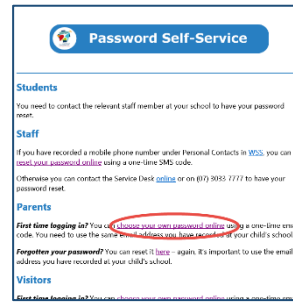 Password Self-Service
Students
You need to contact the relevant staff member at your school to have your password
reset.
Staff
If you have recorded a mobile phone number under Personal Contacts in WSS, you can
reset your password online using a one-time SMS code.
Otherwise you can contact the Service Desk online or on (07) 3033 7777 to have your
password reset.
Parents
First time logging in? You can choose your own password online using a one-time em
code. You need to use the same email address you have recorded at your child's school
Forgotten your password? You can reset it here – again, it's important to use the email
address you have recorded at your child's school.
Visitors
First time logging in? You can choose your own password online using a one-time em